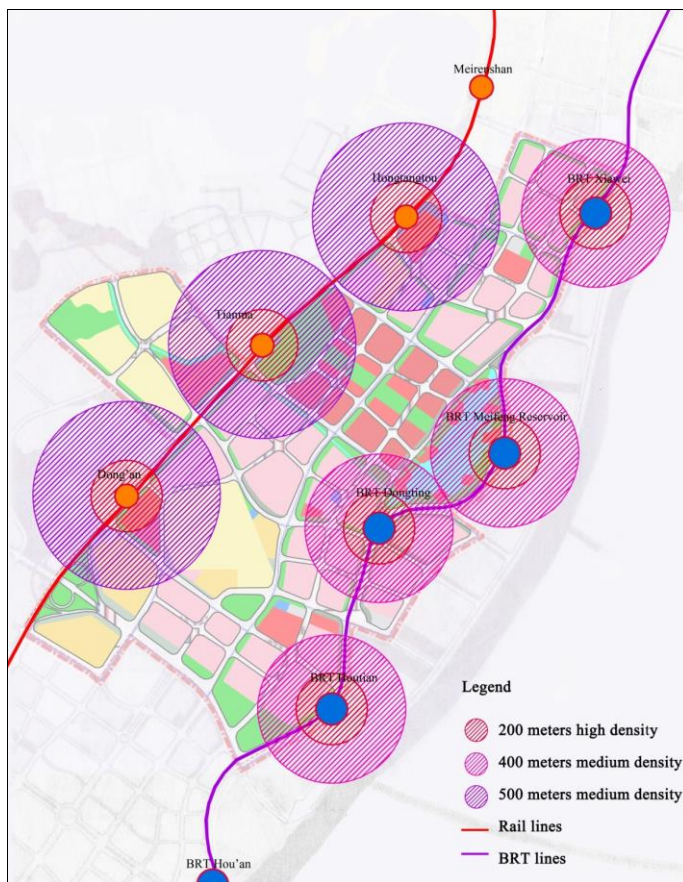 Meirenshan
Hongtangtou
BRT Xiawei
Tianma
BRT Meifeng Reservoir
Dong'an
BRT Dongting
BRT Houtian
Legend
200 meters high density
400 meters medium density
500 meters medium density
Rail lines
BRT lines
BRT Hou'an